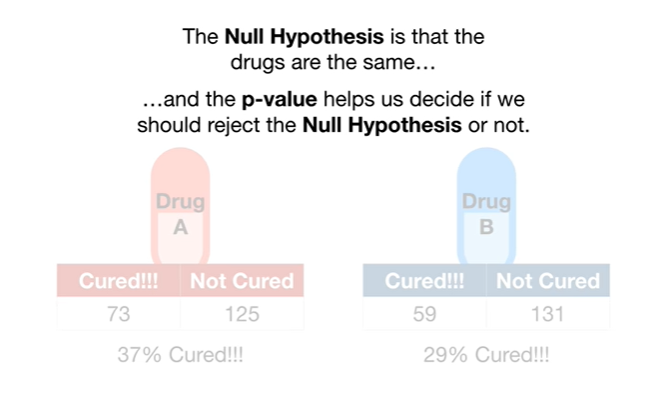 The Null Hypothesis is that the
drugs are the same…
…and the p-value helps us decide if we
should reject the Null Hypothesis or not.
Drug
A
Drug
B
Cured!!! Not Cured
73 125
37% Cured!!!
Cured!!! Not Cured
59 131
29% Cured!!!